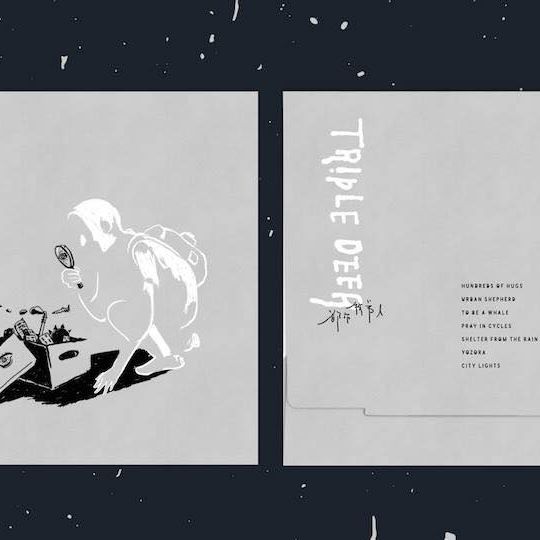 TRIPLE DEER
都市牧羊人
HUNDREDS OF HUGS
URBAN SHEPHERD
TO BE A WHALE
PRAY IN CYCLES
SHELTER FROM THE RAIN
YOZORA
CITY LIGHTS